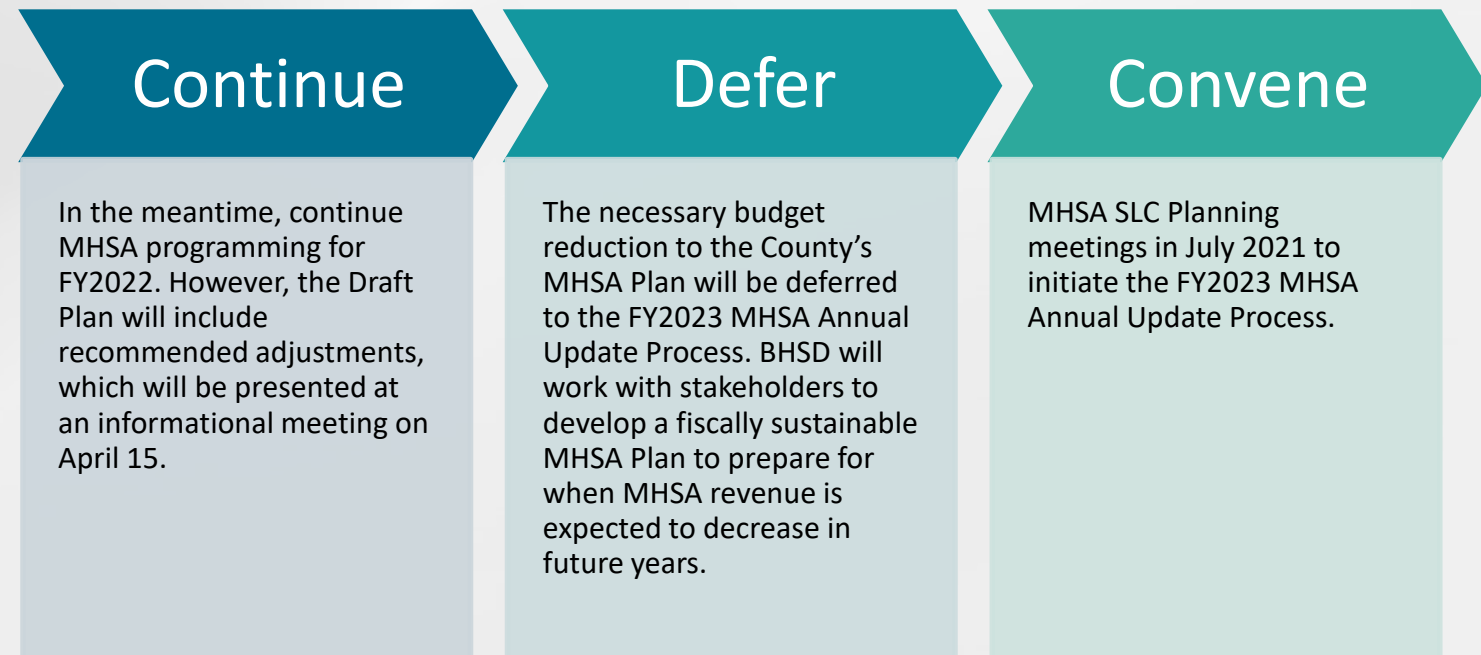 Continue
In the meantime, continue
MHSA programming for
FY2022. However, the Draft
Plan will include
recommended adjustments,
which will be presented at
an informational meeting on
April 15.
Defer
The necessary budget
reduction to the County’s
MHSA Plan will be deferred
to the FY2023 MHSA Annual
Update Process. BHSD will
work with stakeholders to
develop a fiscally sustainable
MHSA Plan to prepare for
when MHSA revenue is
expected to decrease in
future years.
Convene
MHSA SLC Planning
meetings in July 2021 to
initiate the FY2023 MHSA
Annual Update Process.